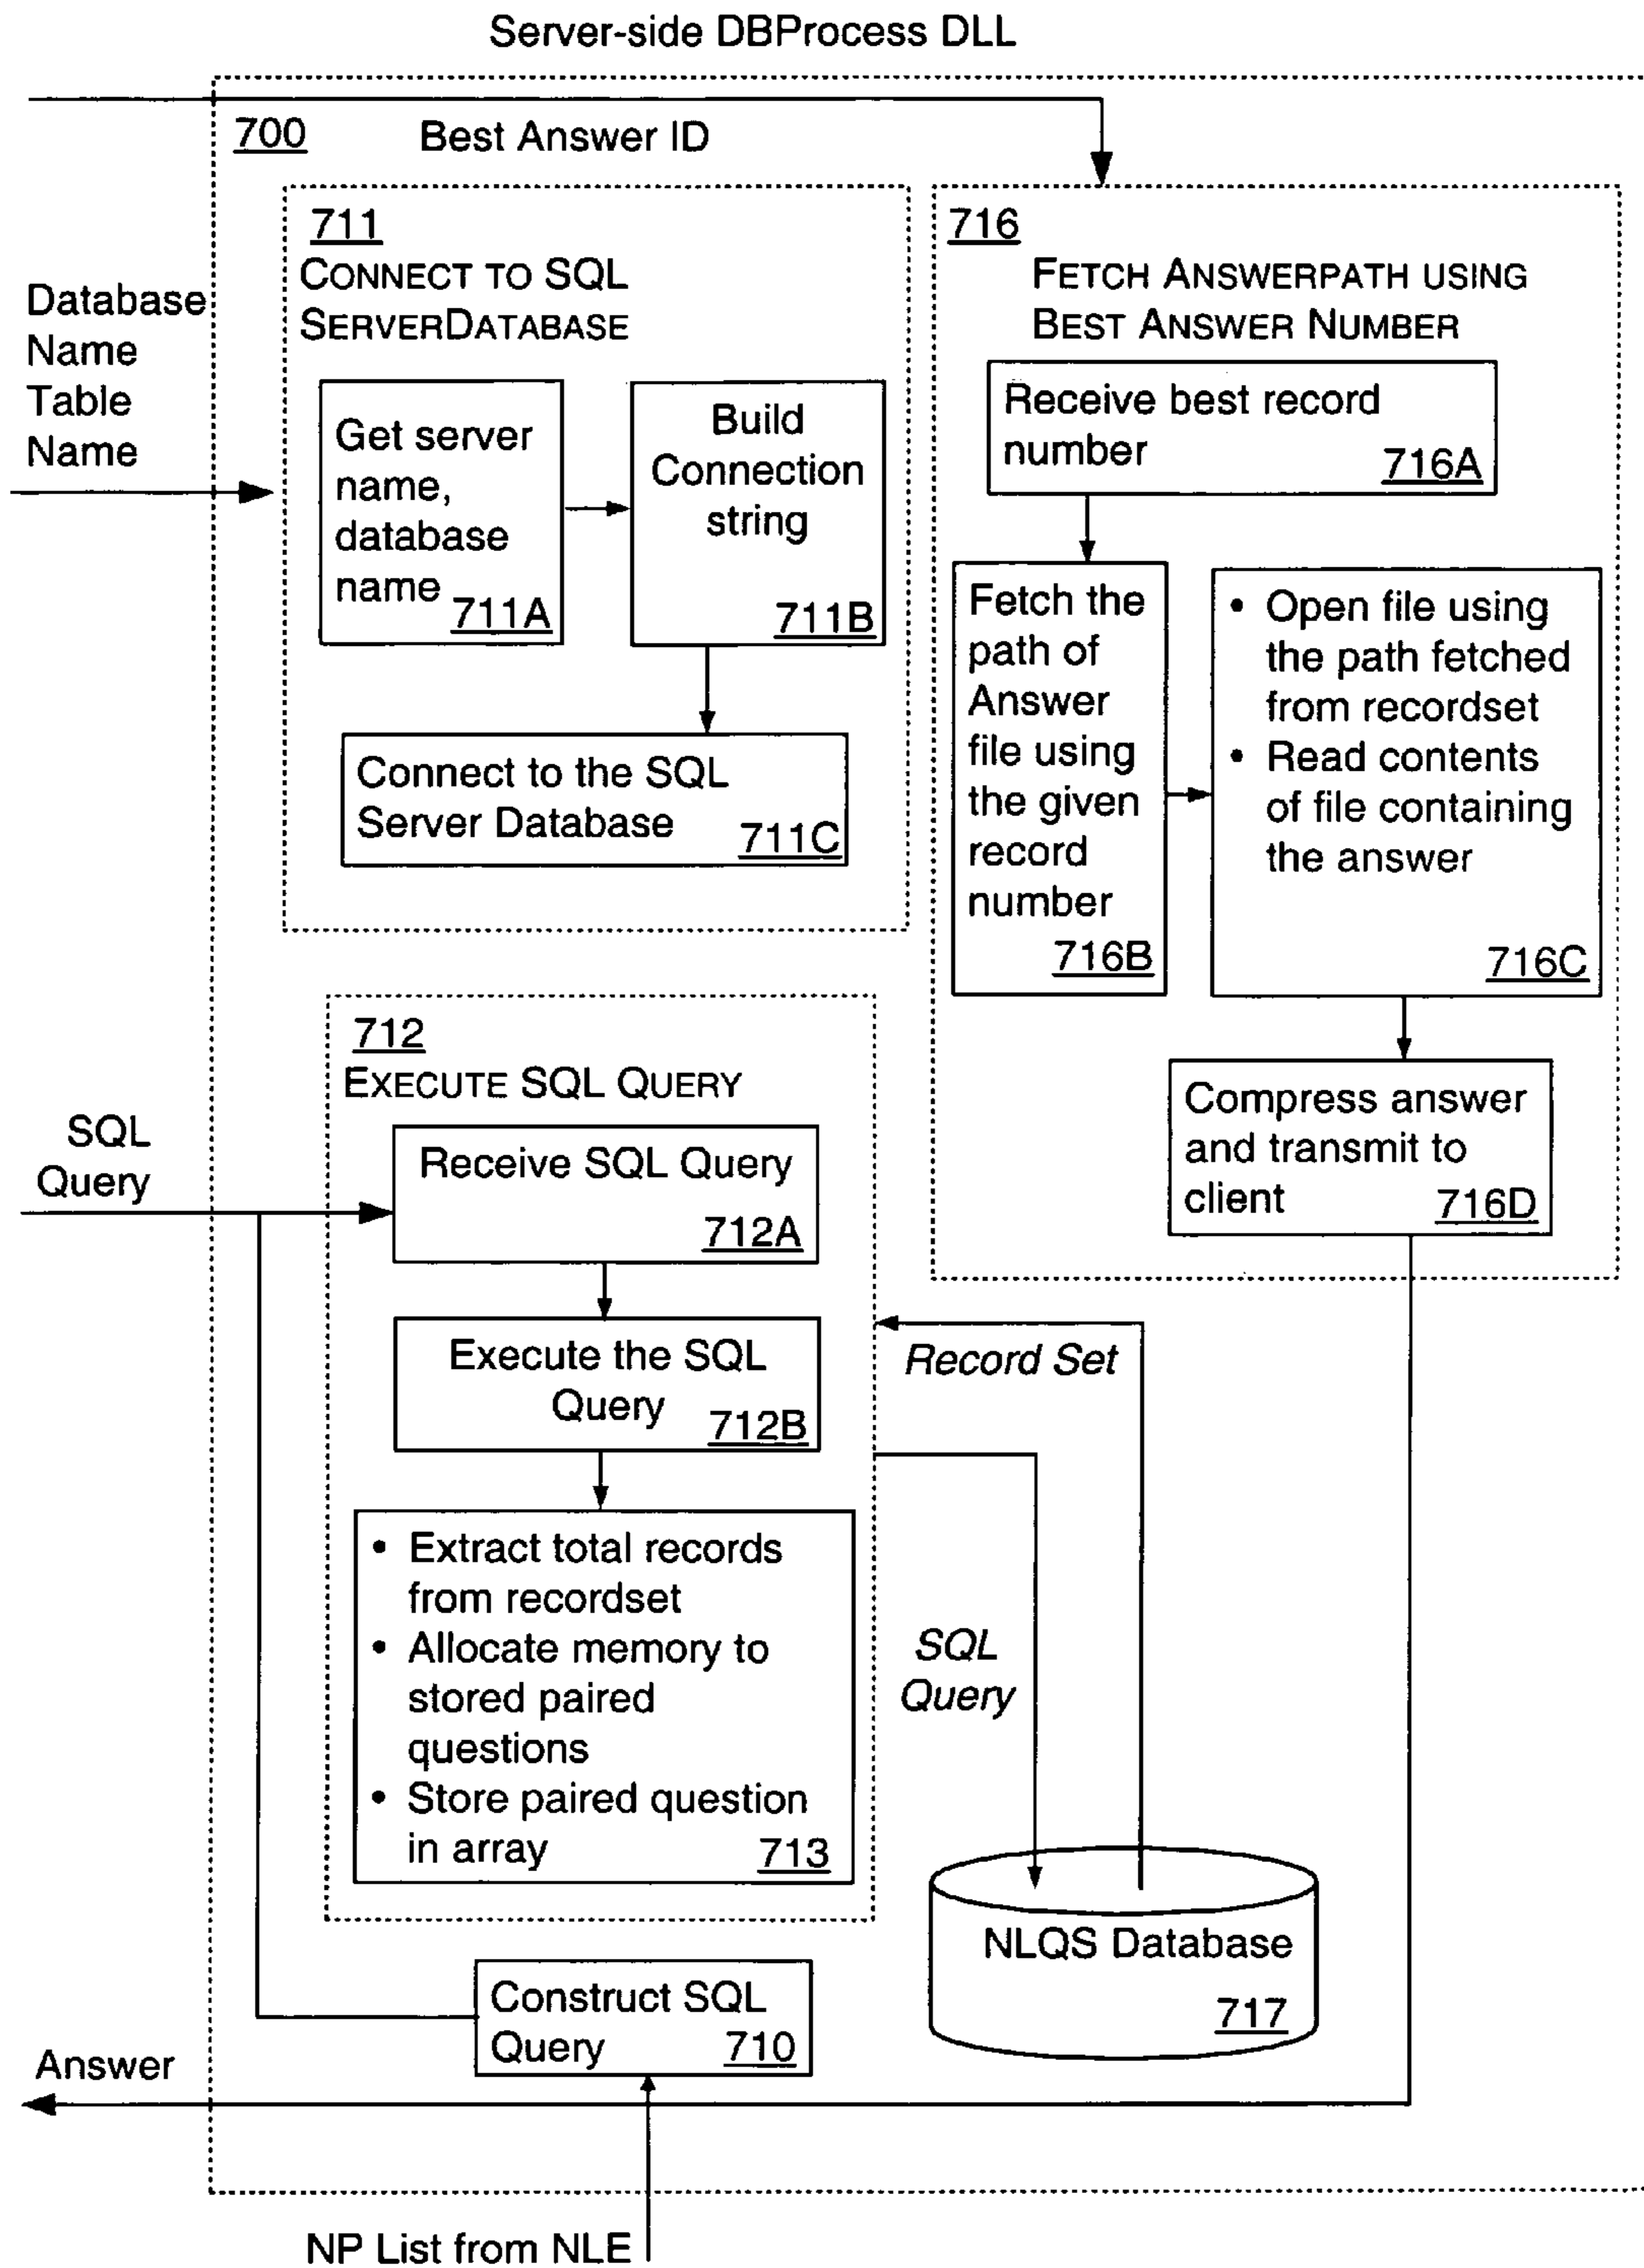 Server-side DBProcess DLL
700
Best Answer ID
Database
Name
Table
Name
711
CONNECT TO SQL
SERVERDATABASE
Get server
name,
database
name
711A
Build
Connection
string
711B
Connect to the SQL
Server Database
711C
716
FETCH ANSWERPATH USING
BEST ANSWER NUMBER
Receive best record
number
716A
Fetch the
path of
Answer
file using
the given
record
number
716B
• Open file using
the path fetched
from recordset
• Read contents
of file containing
the answer
716C
Compress answer
and transmit to
client
716D
SQL
Query
712
EXECUTE SQL QUERY
Receive SQL Query
712A
Execute the SQL
Query
712B
• Extract total records
from recordset
• Allocate memory to
stored paired
questions
• Store paired question
in array
713
Record Set
SQL
Query
NLQS Database
717
Construct SQL
Query
710
Answer
NP List from NLE